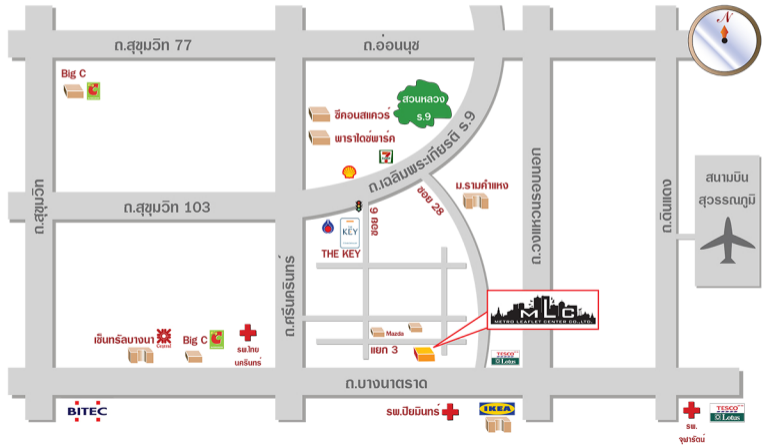 ถ.สุขุมวิท 77
ถ.อ่อนนุช
N
Big C
สวนหลวง
ร.9
ซีคอนสแควร์
พาราไดซ์พาร์ค
7
ถ.เฉลิมพระเกียรติ ร.9
ถ.สุขุมวิท
ถ.สุขุมวิท 103
ซอย 9
ซอย 28
ม.รามคำแหง
ถ.วงแหวนรอบนอก
ถ.กิ่งแก้ว
สนามบิน
สุวรรณภูมิ
KEY
THE KEY
ถ.ศรีนครินทร์
MLC
METRO LEAFLET CENTER CO.,LTD.
เซ็นทรัลบางนา
Central
Big C
รพ.ไทย
นครินทร์
Mazda
แยก 3
TESCO
Lotus
ถ.บางนาตราด
BITEC
รพ.ปิยมินทร์
IKEA
รพ.
จุฬารัตน์
TESCO
Lotus